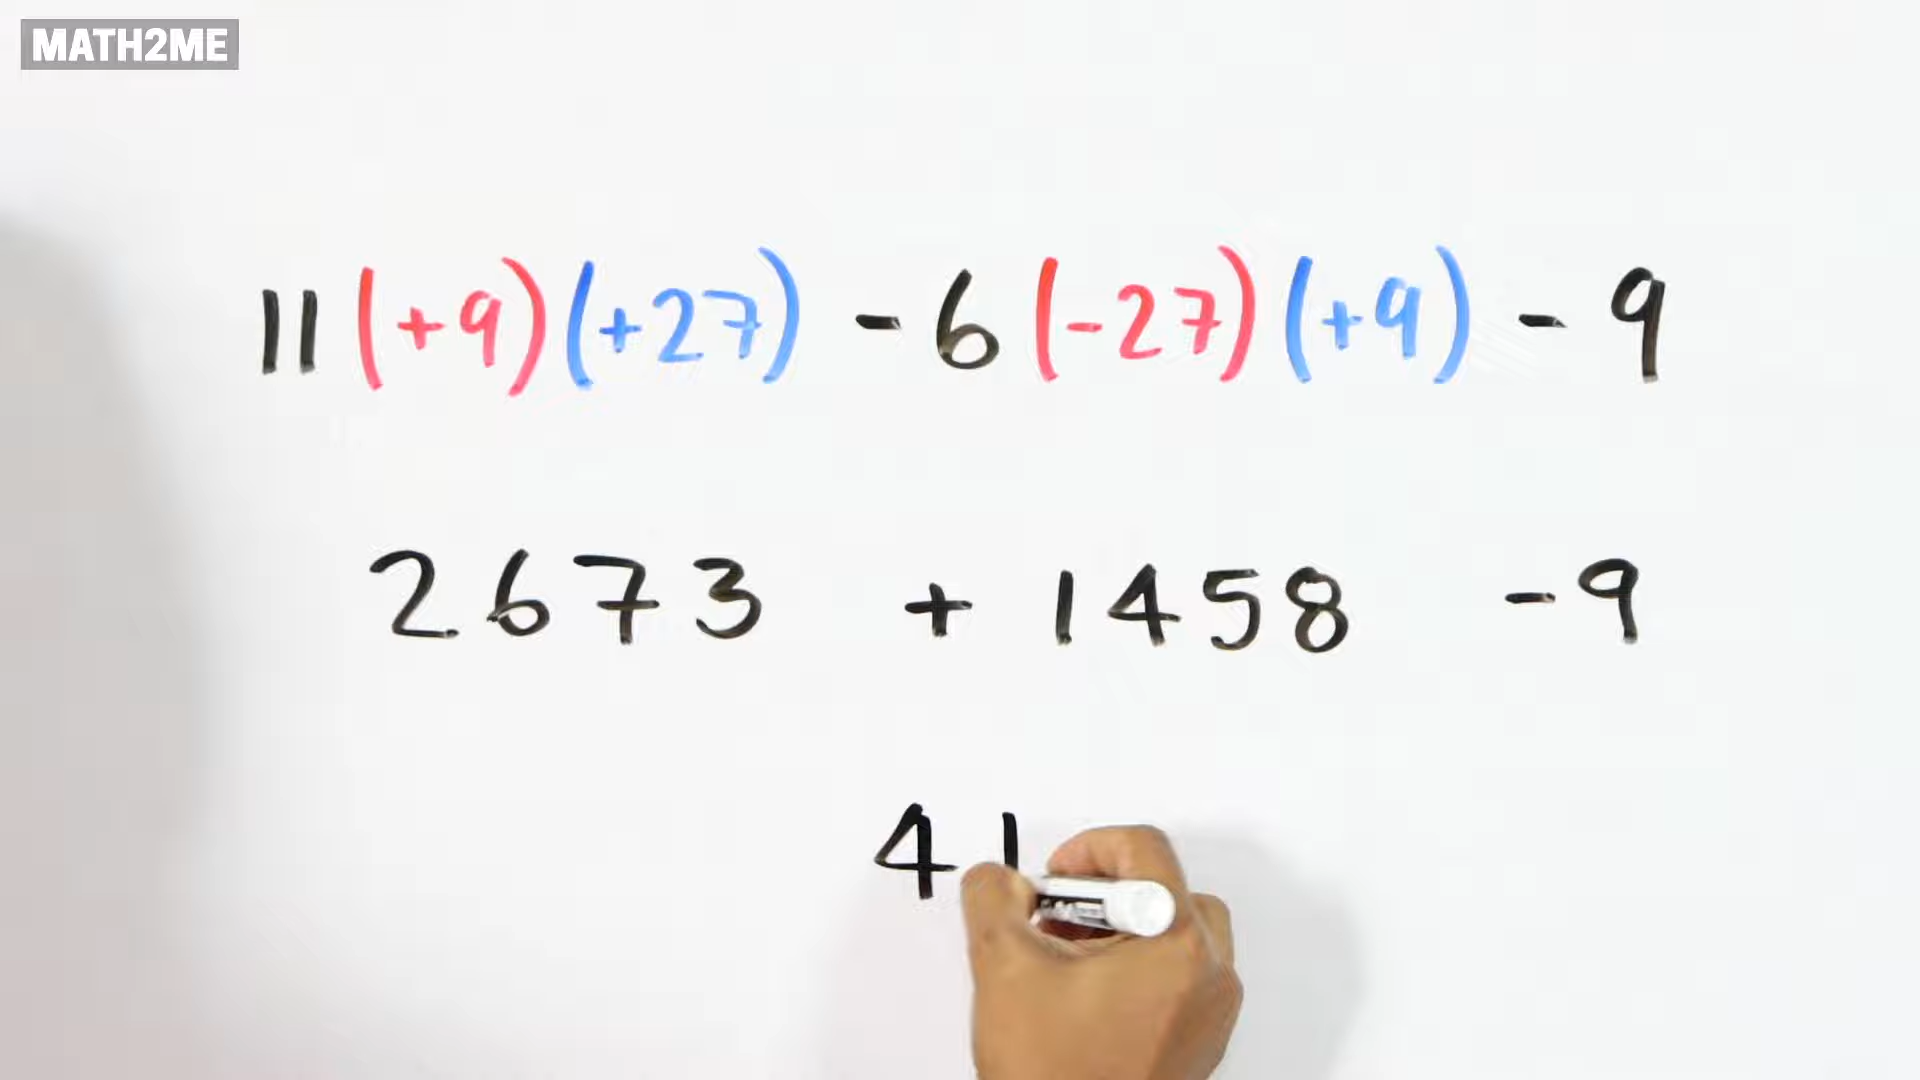 MATH2ME
11(+9)(+27) - 6(-27)(+9) - 9
2673 + 1458 - 9
41